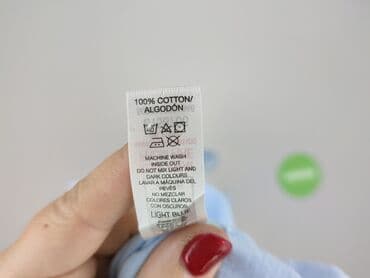 100% COTTON/
ALGODÓN
MACHINE WASH
INSIDE OUT
DO NOT MIX LIGHT AND
DARK COLOURS
LAVAR A MÁQUINA DEL
REVÉS
NO MEZCLAR
COLORES CLAROS
CON OSCUROS
LIGHT BLUE